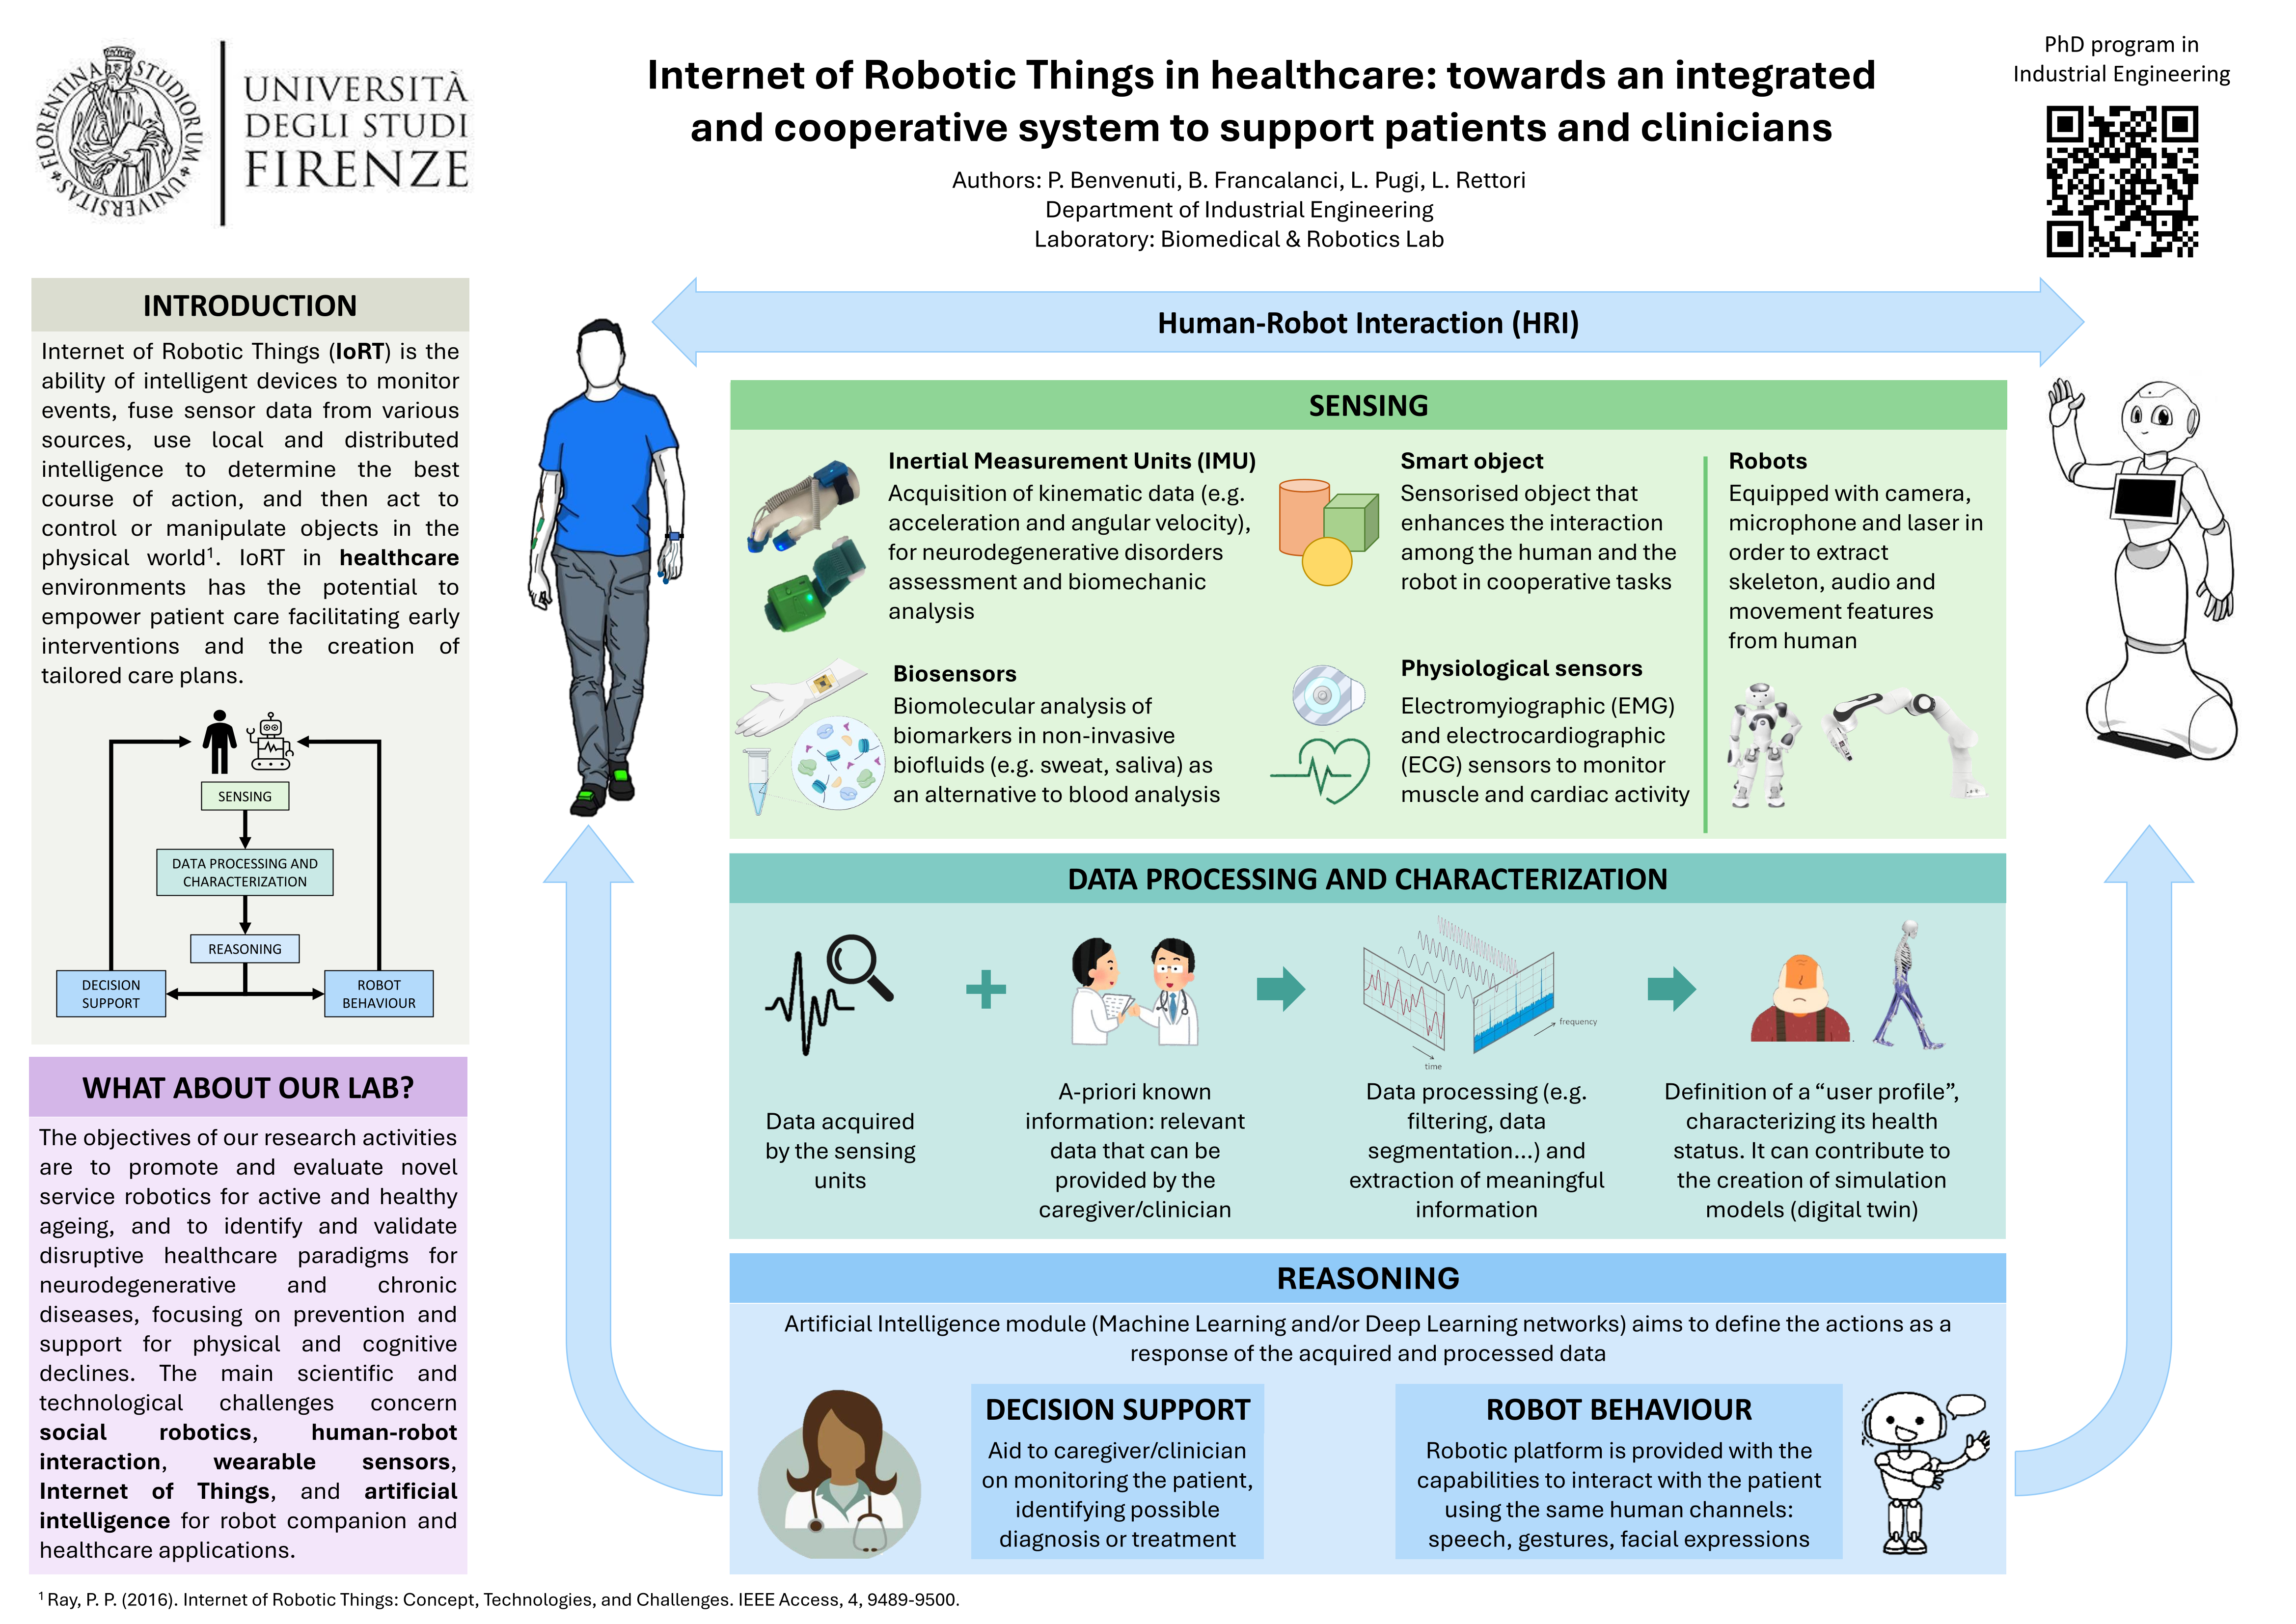 FLORENTINA STUDIORUM UNIVERSITAS
UNIVERSITÀ
DEGLI STUDI
FIRENZE
Internet of Robotic Things in healthcare: towards an integrated
and cooperative system to support patients and clinicians
Authors: P. Benvenuti, B. Francalanci, L. Pugi, L. Rettori
Department of Industrial Engineering
Laboratory: Biomedical & Robotics Lab
PhD program in
Industrial Engineering
INTRODUCTION
Internet of Robotic Things (IoRT) is the
ability of intelligent devices to monitor
events, fuse sensor data from various
sources, use local and distributed
intelligence to determine the best
course of action, and then act to
control or manipulate objects in the
physical world¹. IoRT in healthcare
environments has the potential to
empower patient care facilitating early
interventions and the creation of
tailored care plans.
SENSING
DATA PROCESSING AND
CHARACTERIZATION
REASONING
DECISION
SUPPORT
ROBOT
BEHAVIOUR
WHAT ABOUT OUR LAB?
The objectives of our research activities
are to promote and evaluate novel
service robotics for active and healthy
ageing, and to identify and validate
disruptive healthcare paradigms for
neurodegenerative and chronic
diseases, focusing on prevention and
support for physical and cognitive
declines. The main scientific and
technological challenges concern
social robotics, human-robot
interaction, wearable sensors,
Internet of Things, and artificial
intelligence for robot companion and
healthcare applications.
Human-Robot Interaction (HRI)
SENSING
Inertial Measurement Units (IMU)
Acquisition of kinematic data (e.g.
acceleration and angular velocity),
for neurodegenerative disorders
assessment and biomechanic
analysis
Smart object
Sensorised object that
enhances the interaction
among the human and the
robot in cooperative tasks
Robots
Equipped with camera,
microphone and laser in
order to extract
skeleton, audio and
movement features
from human
Biosensors
Biomolecular analysis of
biomarkers in non-invasive
biofluids (e.g. sweat, saliva) as
an alternative to blood analysis
Physiological sensors
Electromyiographic (EMG)
and electrocardiographic
(ECG) sensors to monitor
muscle and cardiac activity
DATA PROCESSING AND CHARACTERIZATION
time
frequency
Data acquired
by the sensing
units
A-priori known
information: relevant
data that can be
provided by the
caregiver/clinician
Data processing (e.g.
filtering, data
segmentation...) and
extraction of meaningful
information
Definition of a “user profile”,
characterizing its health
status. It can contribute to
the creation of simulation
models (digital twin)
REASONING
Artificial Intelligence module (Machine Learning and/or Deep Learning networks) aims to define the actions as a
response of the acquired and processed data
DECISION SUPPORT
Aid to caregiver/clinician
on monitoring the patient,
identifying possible
diagnosis or treatment
ROBOT BEHAVIOUR
Robotic platform is provided with the
capabilities to interact with the patient
using the same human channels:
speech, gestures, facial expressions
¹ Ray, P. P. (2016). Internet of Robotic Things: Concept, Technologies, and Challenges. IEEE Access, 4, 9489-9500.